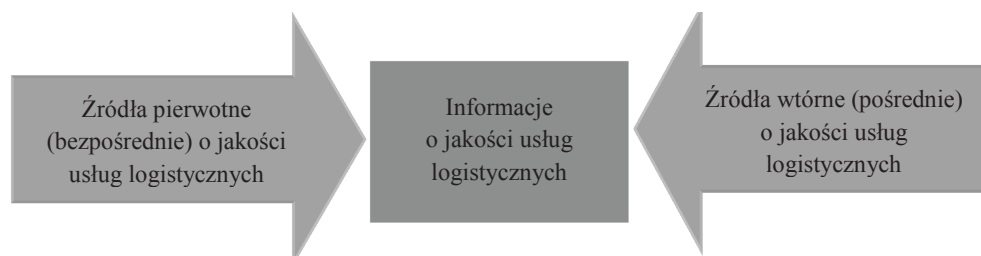 Źródła pierwotne
(bezpośrednie) o jakości
usług logistycznych
Informacje
o jakości usług
logistycznych
Źródła wtórne (pośrednie)
o jakości usług
logistycznych